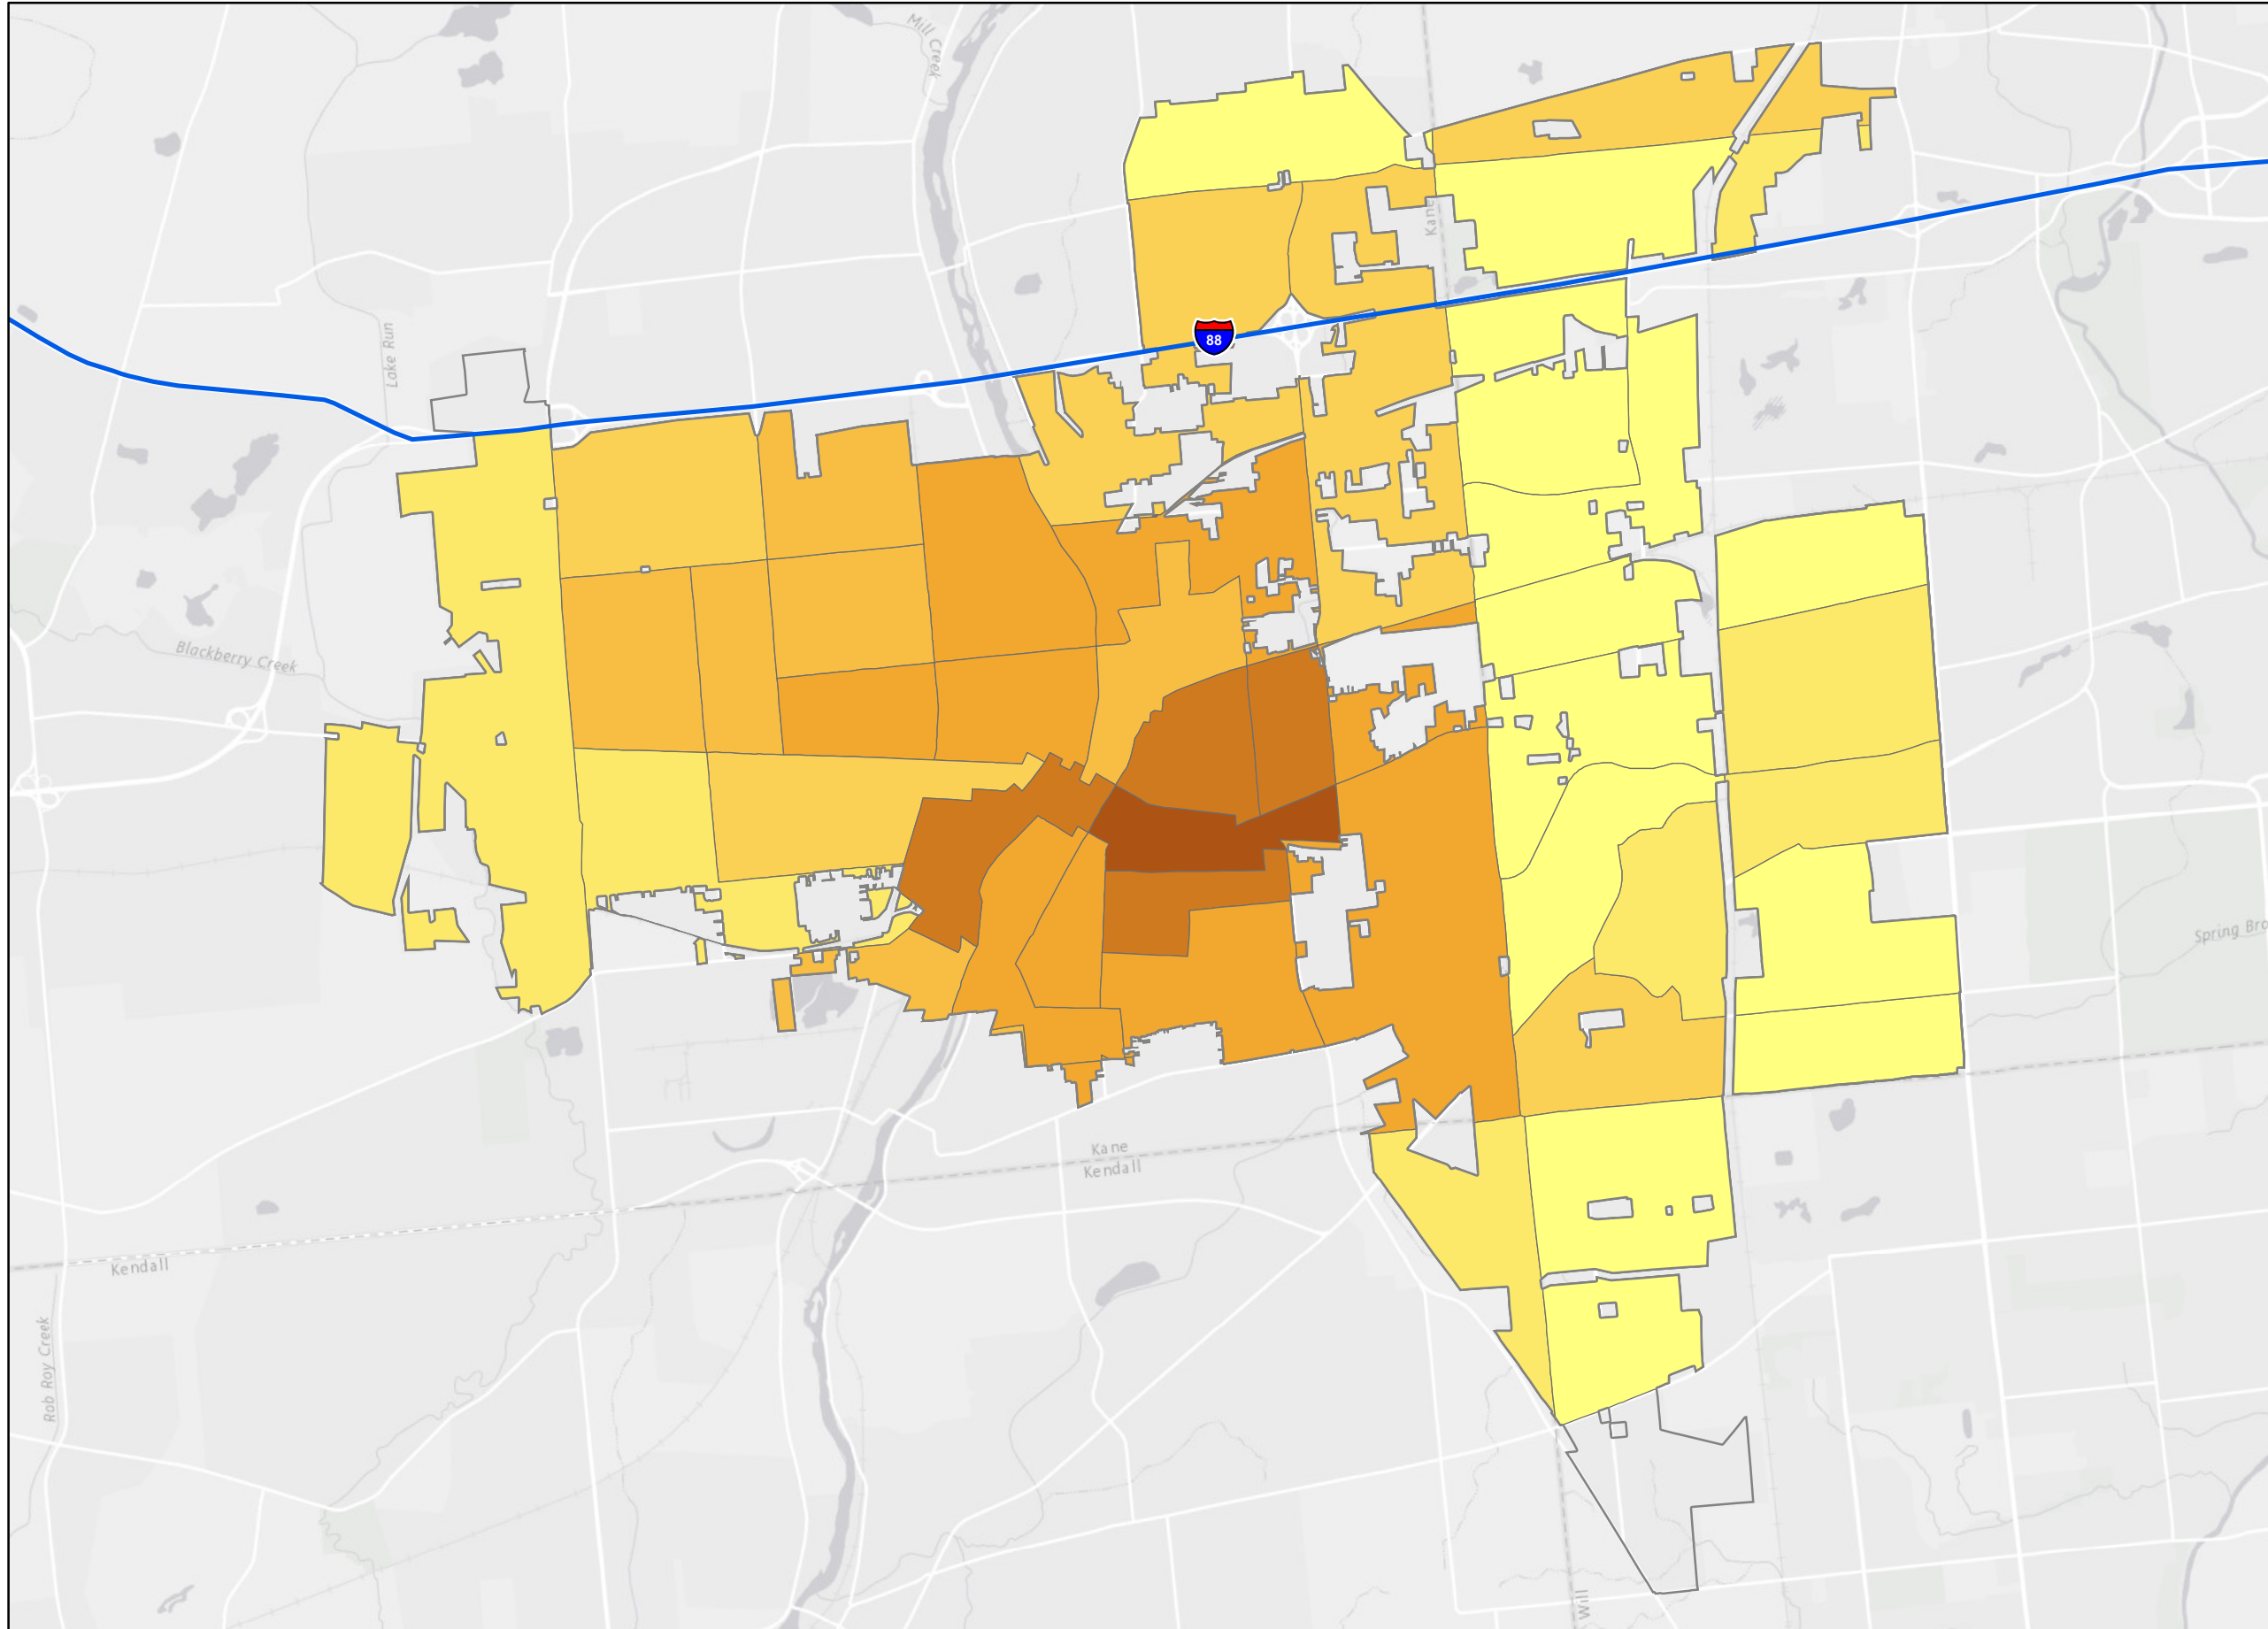 Mill Creek
Kane
88
Lake Run
Blackberry Creek
Spring Bro
Kane
Kendall
Kendall
Rob Roy Creek
Will